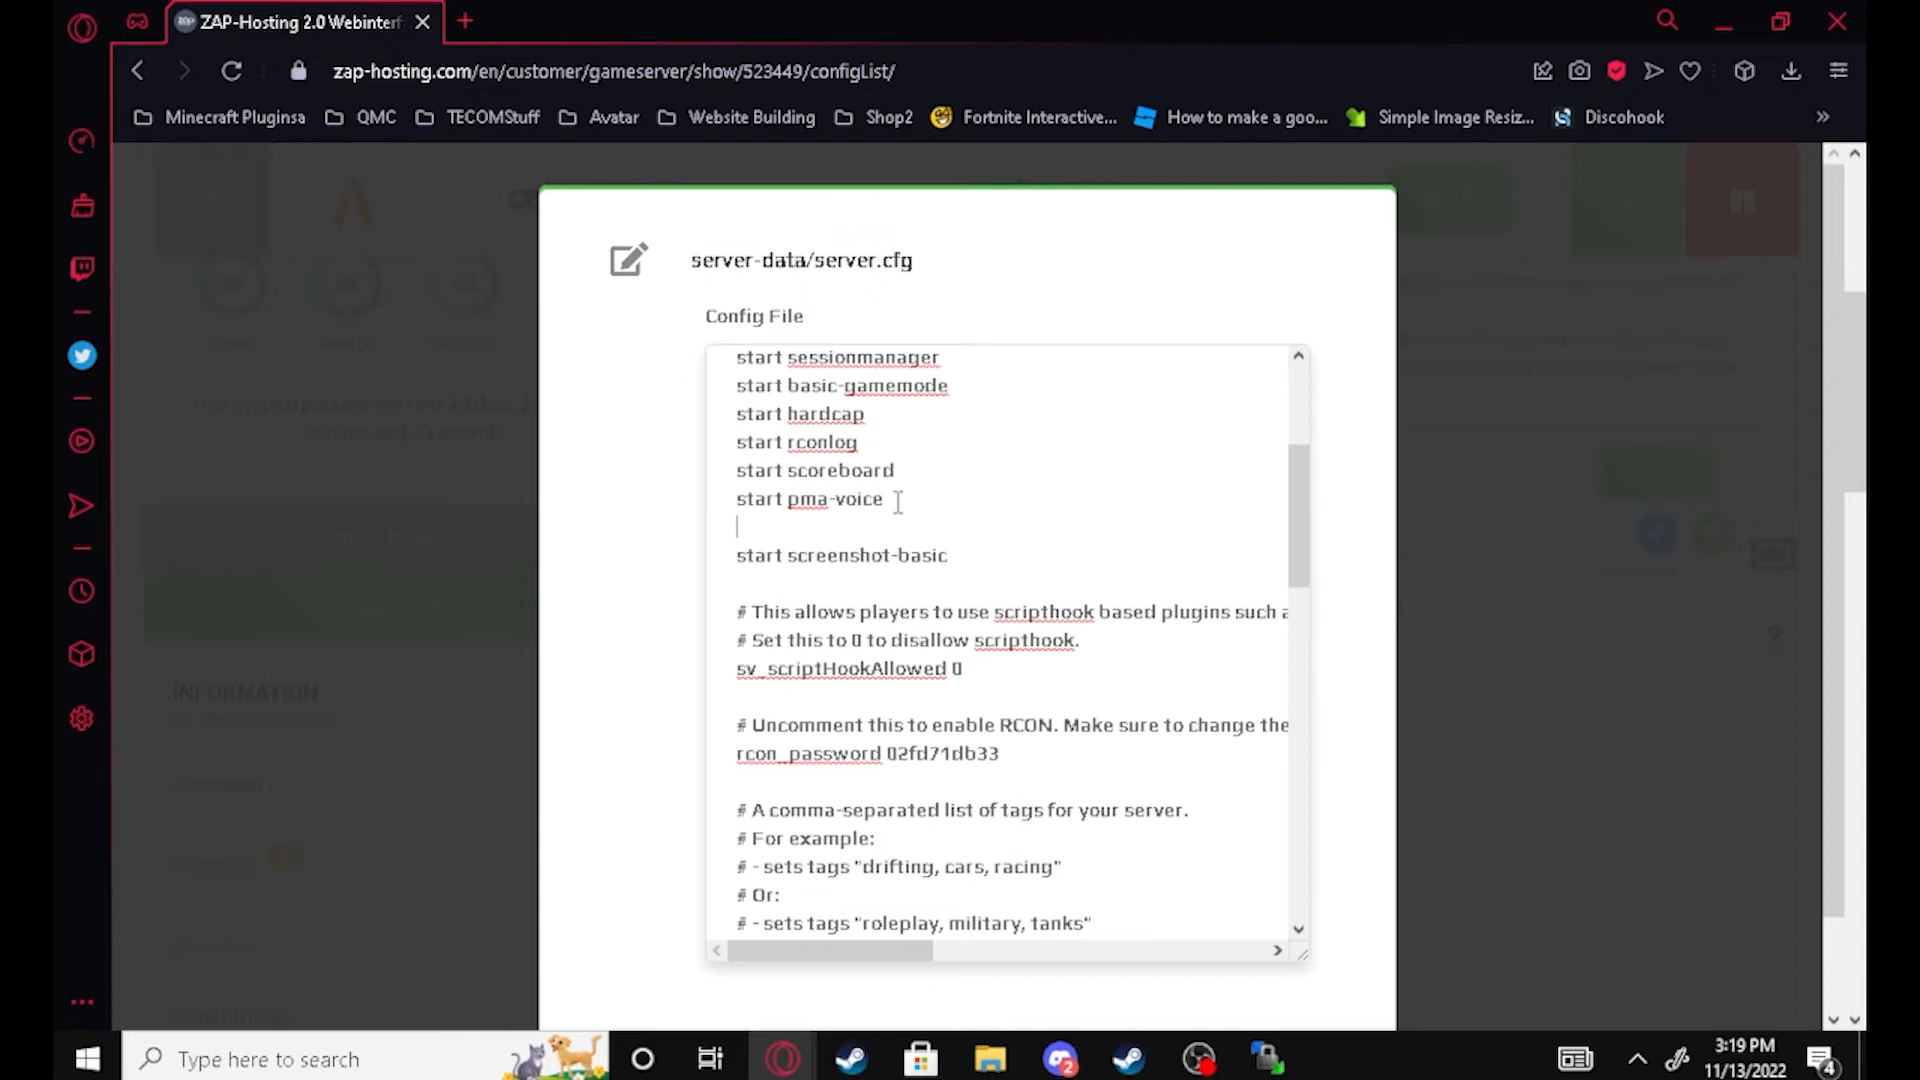 ZAP-Hosting 2.0 Webinterf
zap-hosting.com/en/customer/gameserver/show/523449/configList/
Minecraft Pluginsa
QMC
TECOMStuff
Avatar
Website Building
Shop2
Fortnite Interactive...
How to make a goo...
Simple Image Resiz...
Discohook
server-data/server.cfg
Config File
start sessionmanager
start basic-gamemode
start hardcap
start rconlog
start scoreboard
start pma-voice
start screenshot-basic
# This allows players to use scripthook based plugins such a
# Set this to 0 to disallow scripthook.
sv_scriptHookAllowed 0
# Uncomment this to enable RCON. Make sure to change the
rcon_password 02fd71db33
# A comma-separated list of tags for your server.
# For example:
# - sets tags "drifting, cars, racing"
# Or:
# - sets tags "roleplay, military, tanks"
INFORMATION
Type here to search
2
3:19 PM
11/13/2022
4